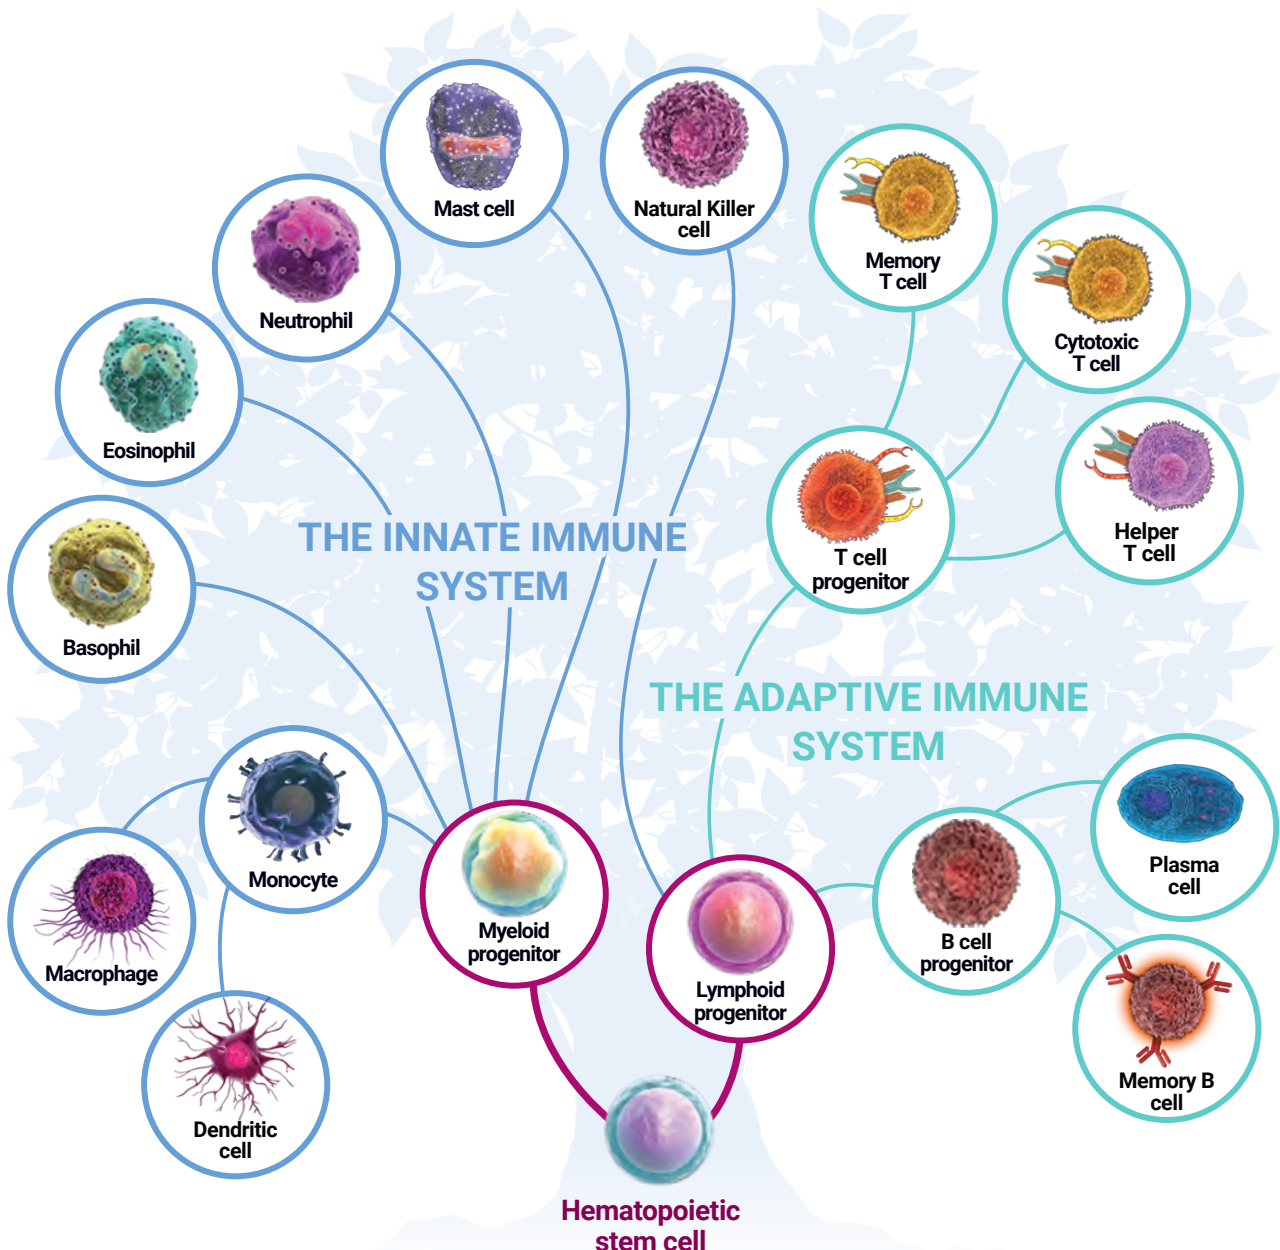 Mast cell
Natural Killer
cell
Memory
T cell
Neutrophil
Cytotoxic
T cell
Eosinophil
Helper
T cell
THE INNATE IMMUNE
SYSTEM
T cell
progenitor
Basophil
THE ADAPTIVE IMMUNE
SYSTEM
Monocyte
Plasma
cell
Myeloid
progenitor
B cell
progenitor
Macrophage
Lymphoid
progenitor
Memory B
cell
Dendritic
cell
Hematopoietic
stem cell